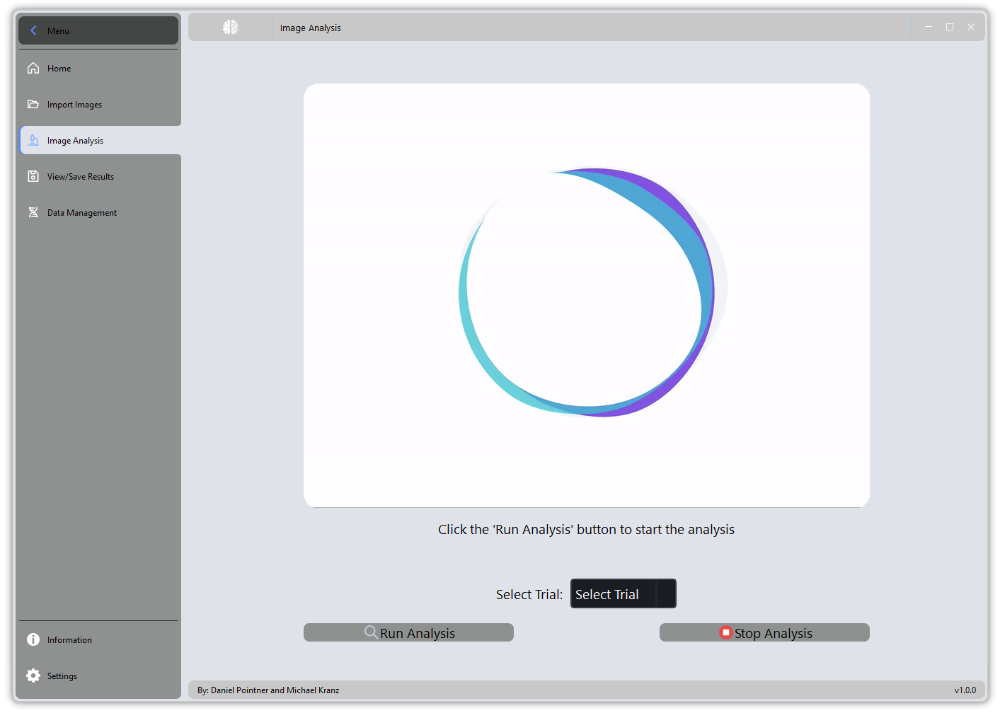 Menu
Home
Import Images
Image Analysis
View/Save Results
Data Management
Information
Settings
Image Analysis
Click the 'Run Analysis' button to start the analysis
Select Trial: Select Trial
Run Analysis
Stop Analysis
By: Daniel Pointner and Michael Kranz
v1.0.0